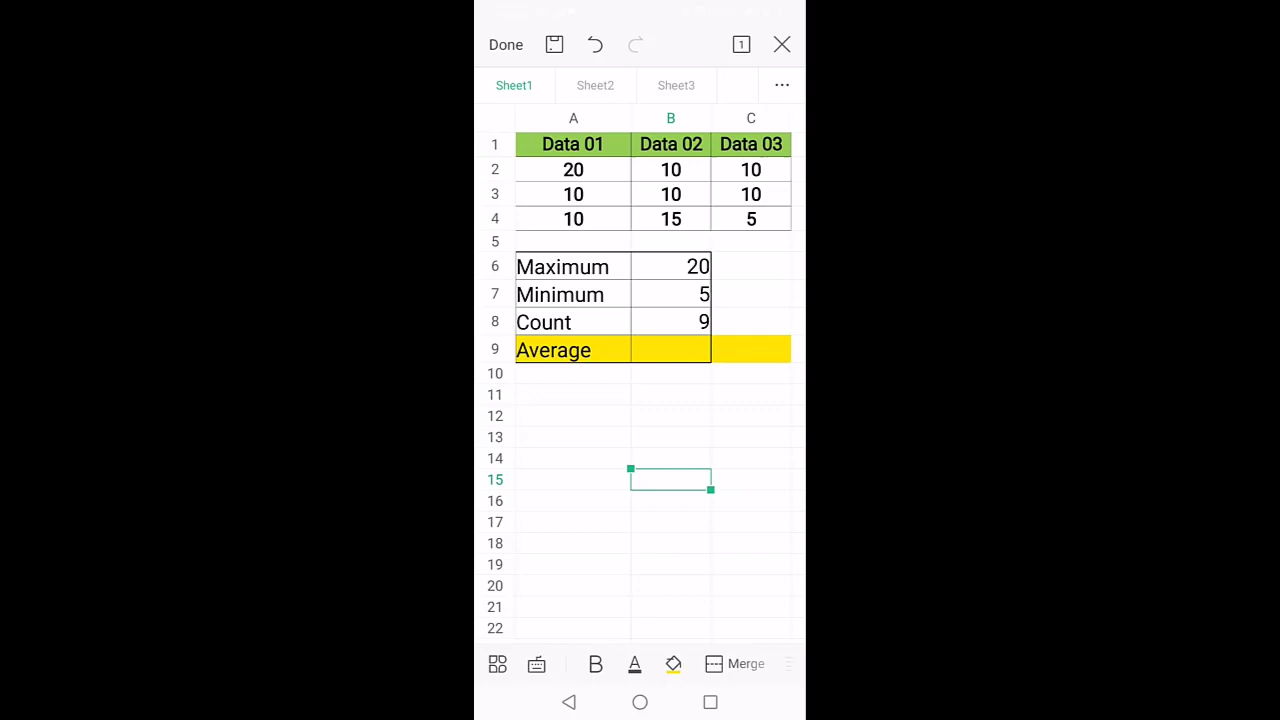 Done 1
Sheet1 Sheet2 Sheet3 ...
A B C
1 Data 01 Data 02 Data 03
2 20 10 10
3 10 10 10
4 10 15 5
5
6 Maximum 20
7 Minimum 5
8 Count 9
9 Average
10
11
12
13
14
15
16
17
18
19
20
21
22
B A Merge